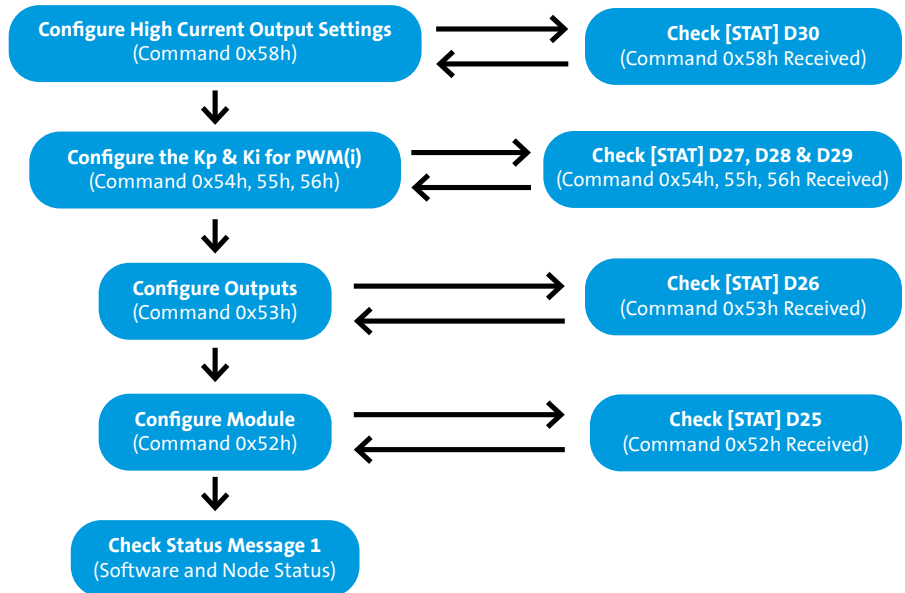 Configure High Current Output Settings
(Command 0x58h)
Check [STAT] D30
(Command 0x58h Received)
Configure the Kp & Ki for PWM(i)
(Command 0x54h, 55h, 56h)
Check [STAT] D27, D28 & D29
(Command 0x54h, 55h, 56h Received)
Configure Outputs
(Command 0x53h)
Check [STAT] D26
(Command 0x53h Received)
Configure Module
(Command 0x52h)
Check [STAT] D25
(Command 0x52h Received)
Check Status Message 1
(Software and Node Status)